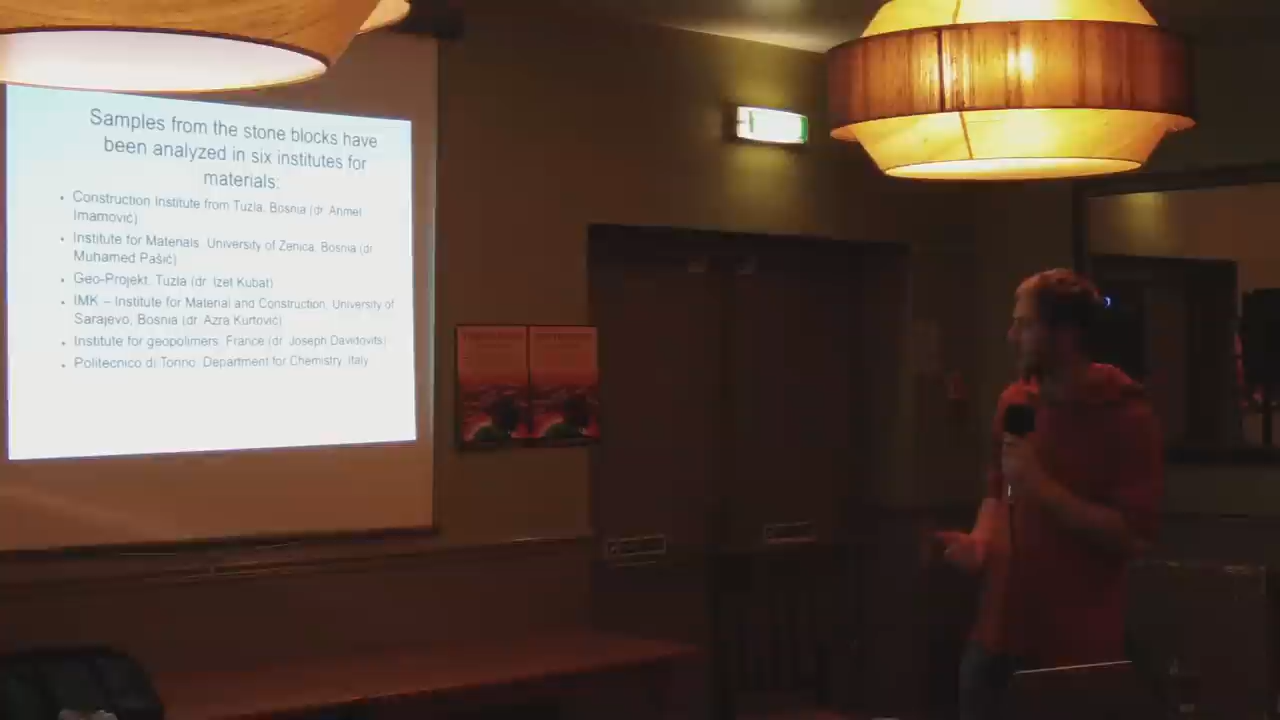 Samples from the stone blocks have
been analyzed in six institutes for
materials:
• Construction Institute from Tuzla, Bosnia (dr. Anmel
Imamović)
• Institute for Materials, University of Zenica, Bosnia (dr.
Muhamed Pašić)
• Geo-Projekt, Tuzla (dr. Izet Kubat)
• IMK – Institute for Material and Construction, University of
Sarajevo, Bosnia (dr. Azra Kurtović)
• Institute for geopolimers, France (dr. Joseph Davidovits)
• Politecnico di Torino, Department for Chemistry, Italy